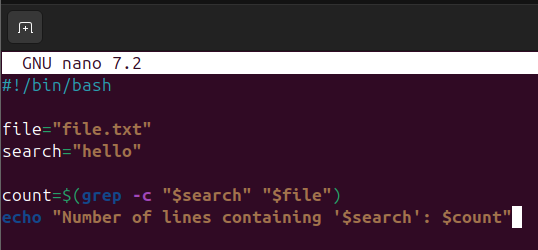 GNU nano 7.2
#!/bin/bash
file="file.txt"
search="hello"
count=$(grep -c "$search" "$file")
echo "Number of lines containing '$search': $count"